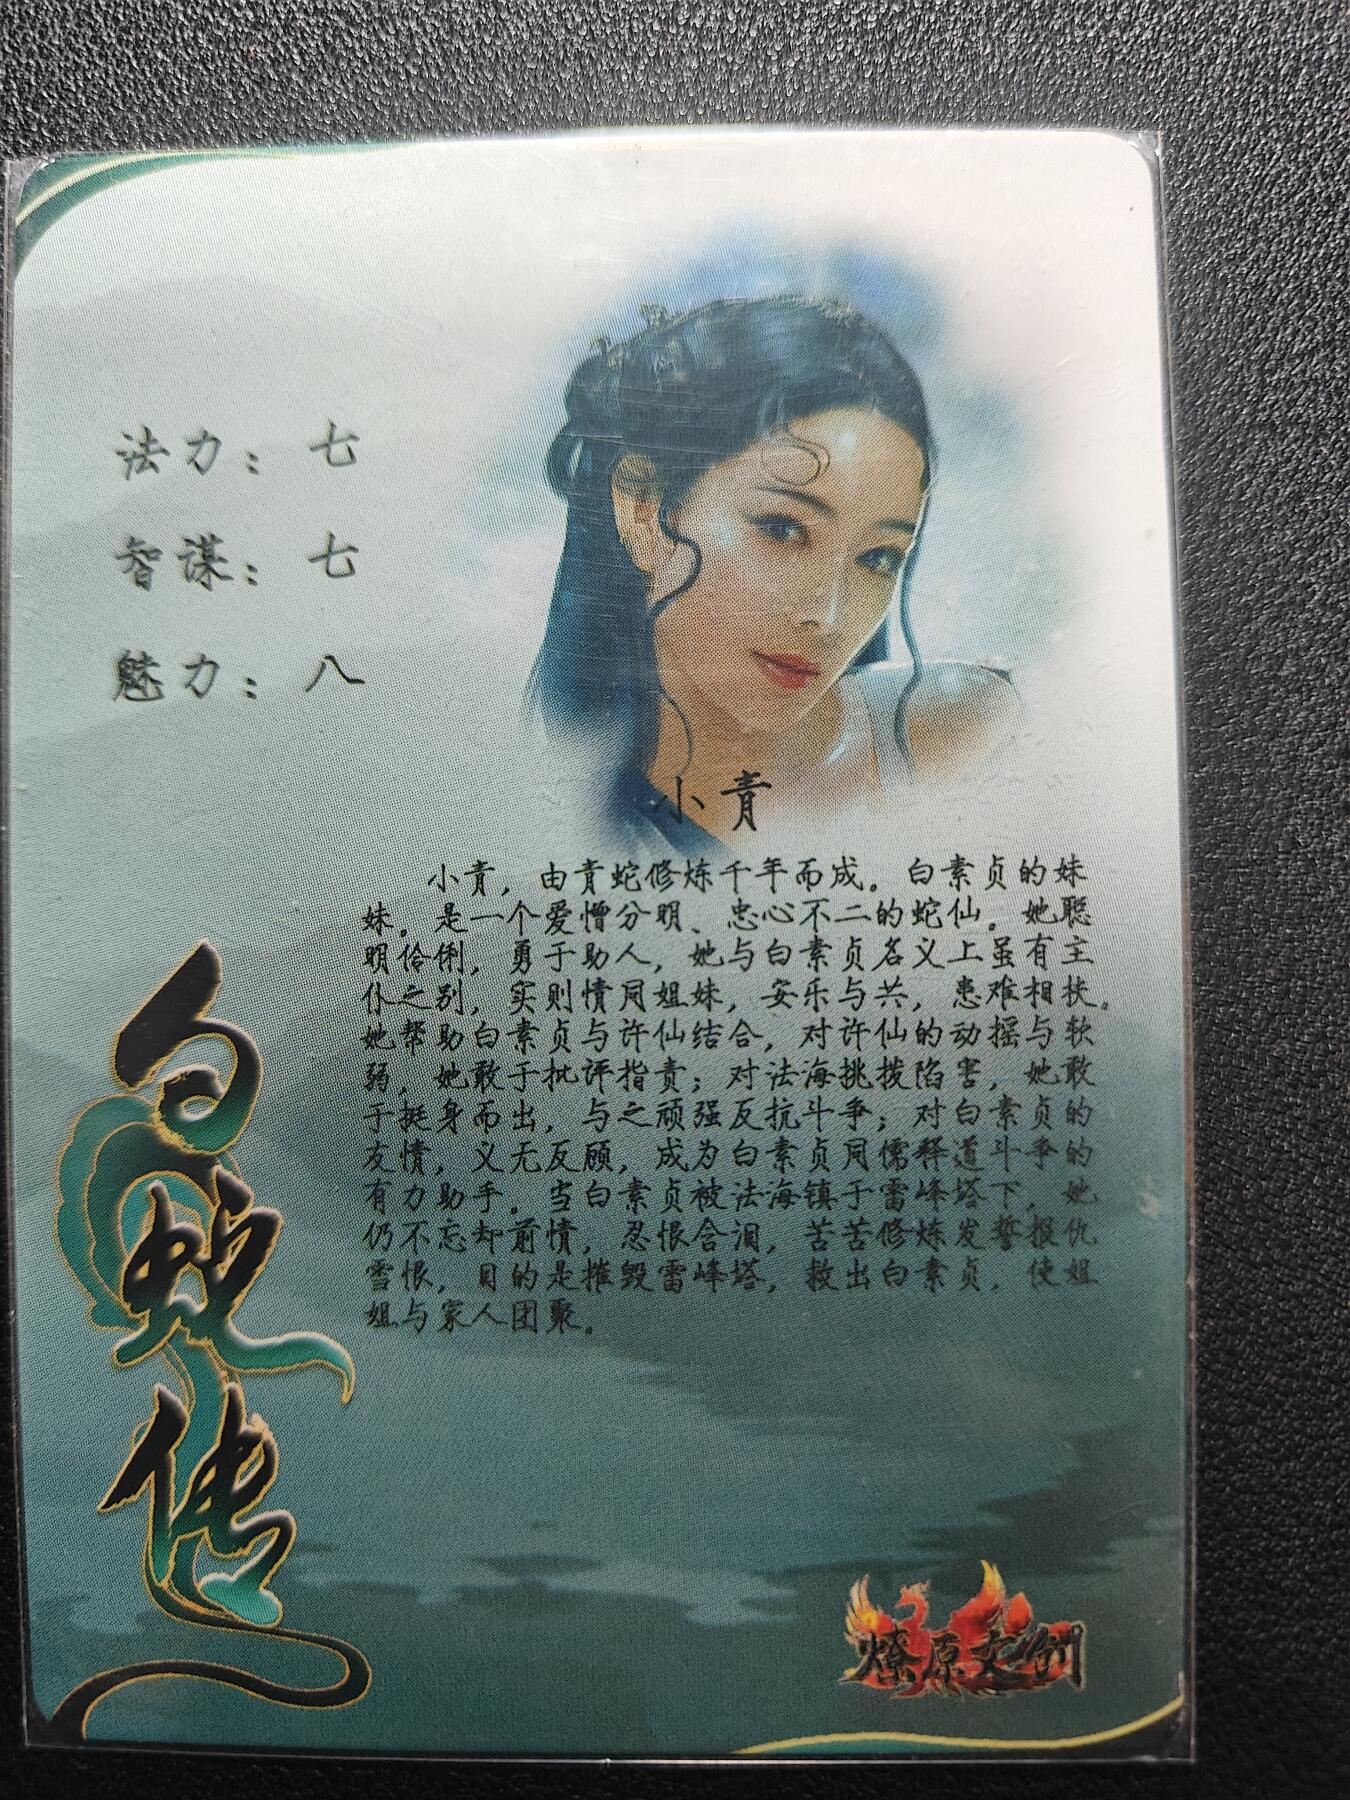 法力：七
智谋：七
魅力：八
小青
小青，由青蛇修炼千年而成。白素贞的妹
妹。是一个爱憎分明、忠心不二的蛇仙。她聪
明伶俐，勇于助人，她与白素贞名义上虽有主
仆之别，实则情同姐妹，安乐与共，患难相扶。
她帮助白素贞与许仙结合，对许仙的动摇与软
弱，她敢于批评指责；对法海挑拨陷害，她敢
于挺身而出，与之顽强反抗斗争；对白素贞的
友情，义无反顾，成为白素贞同儒释道斗争的
有力助手。当白素贞被法海镇于雷峰塔下，她
仍不忘却前情，忍恨含泪，苦苦修炼发誓报仇
雪恨，目的是摧毁雷峰塔，救出白素贞，使姐
姐与家人团聚。
白蛇传
燎原文创